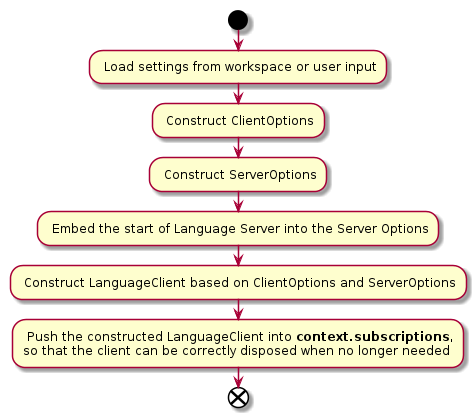 Load settings from workspace or user input
Construct ClientOptions
Construct ServerOptions
Embed the start of Language Server into the Server Options
Construct LanguageClient based on ClientOptions and ServerOptions
Push the constructed LanguageClient into context.subscriptions,
so that the client can be correctly disposed when no longer needed